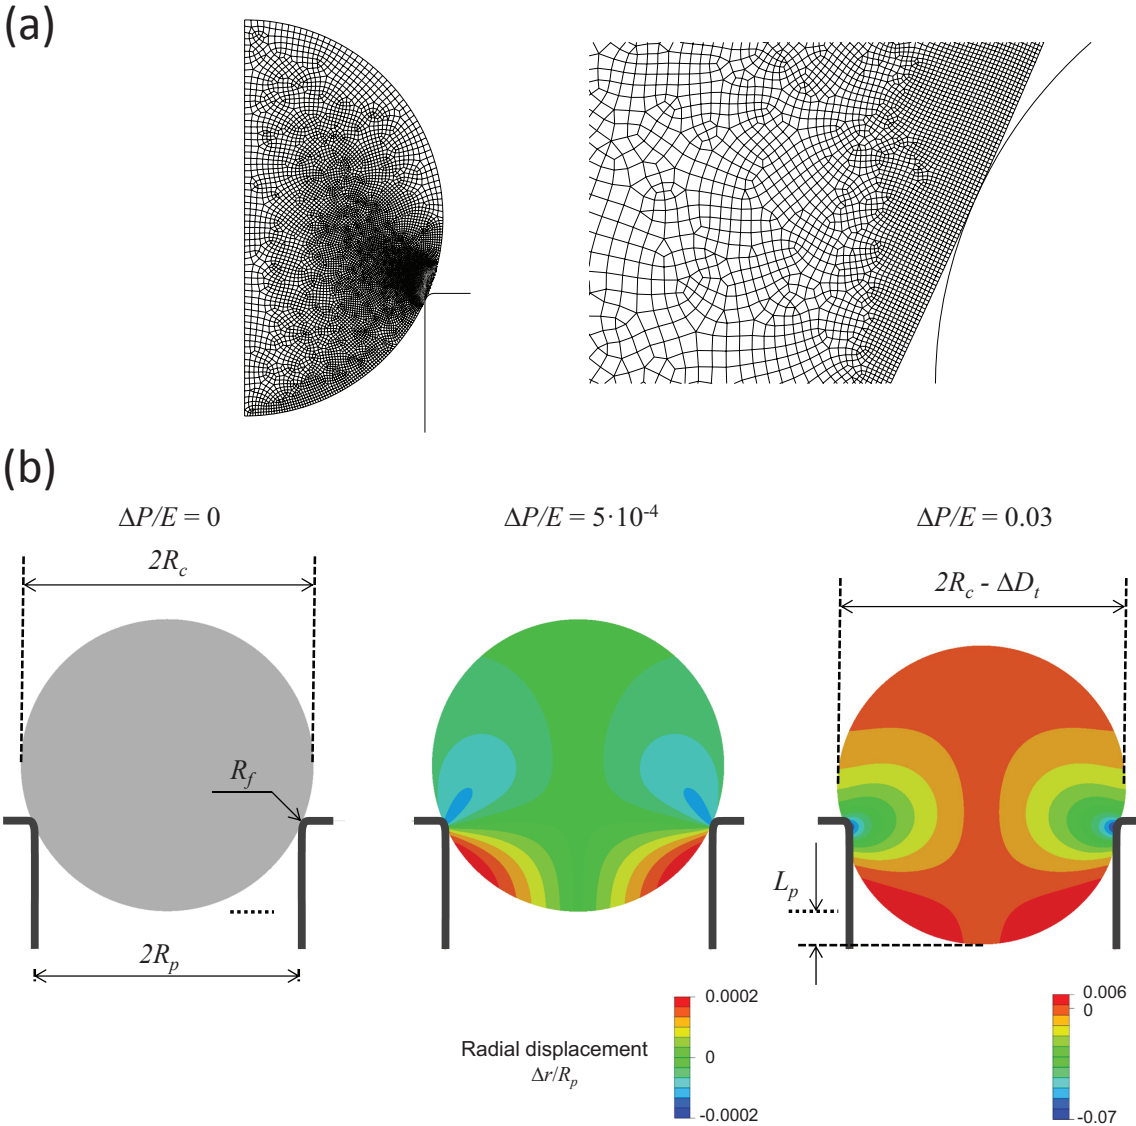 (a)
(b)
ΔP/E = 0
ΔP/E = 5·10⁻⁴
ΔP/E = 0.03
2R_c
2R_c - ΔD_t
R_f
L_p
2R_p
0.0002
0
-0.0002
Radial displacement
Δr/R_p
0.006
0
-0.07